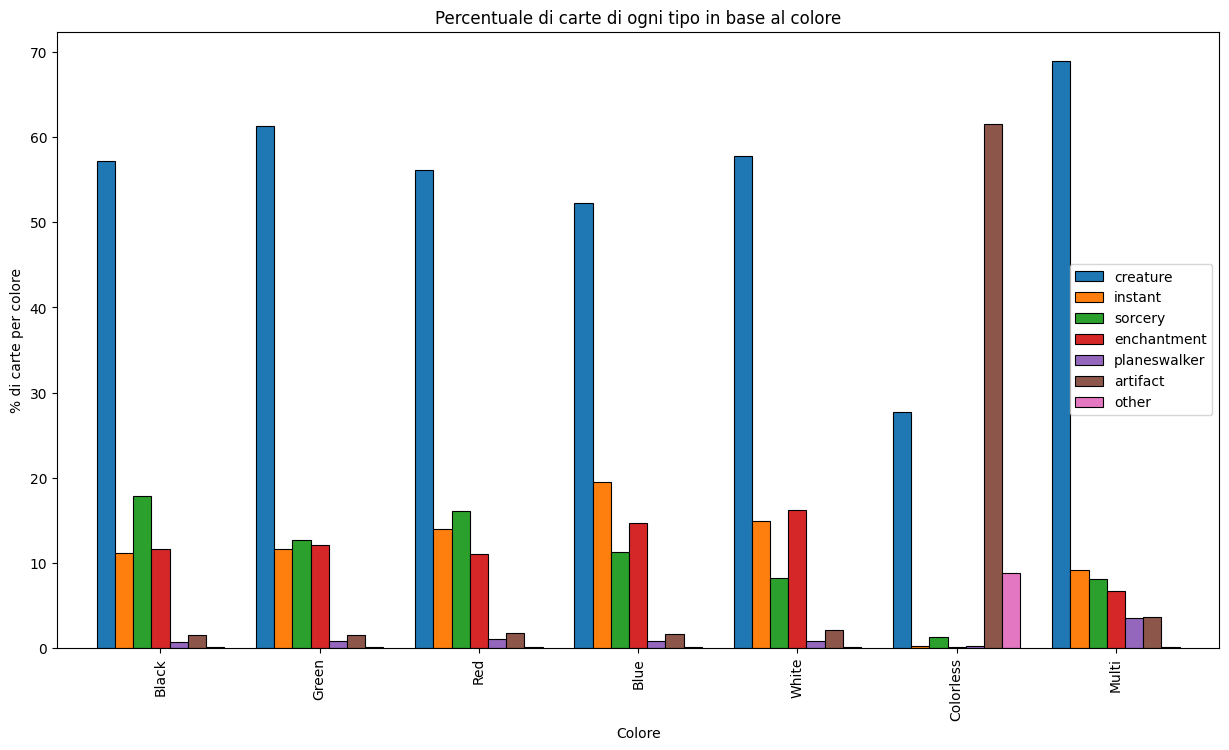 Percentuale di carte di ogni tipo in base al colore
% di carte per colore
70
60
50
40
30
20
10
0
creature
instant
sorcery
enchantment
planeswalker
artifact
other
Black
Green
Red
Blue
White
Colorless
Multi
Colore